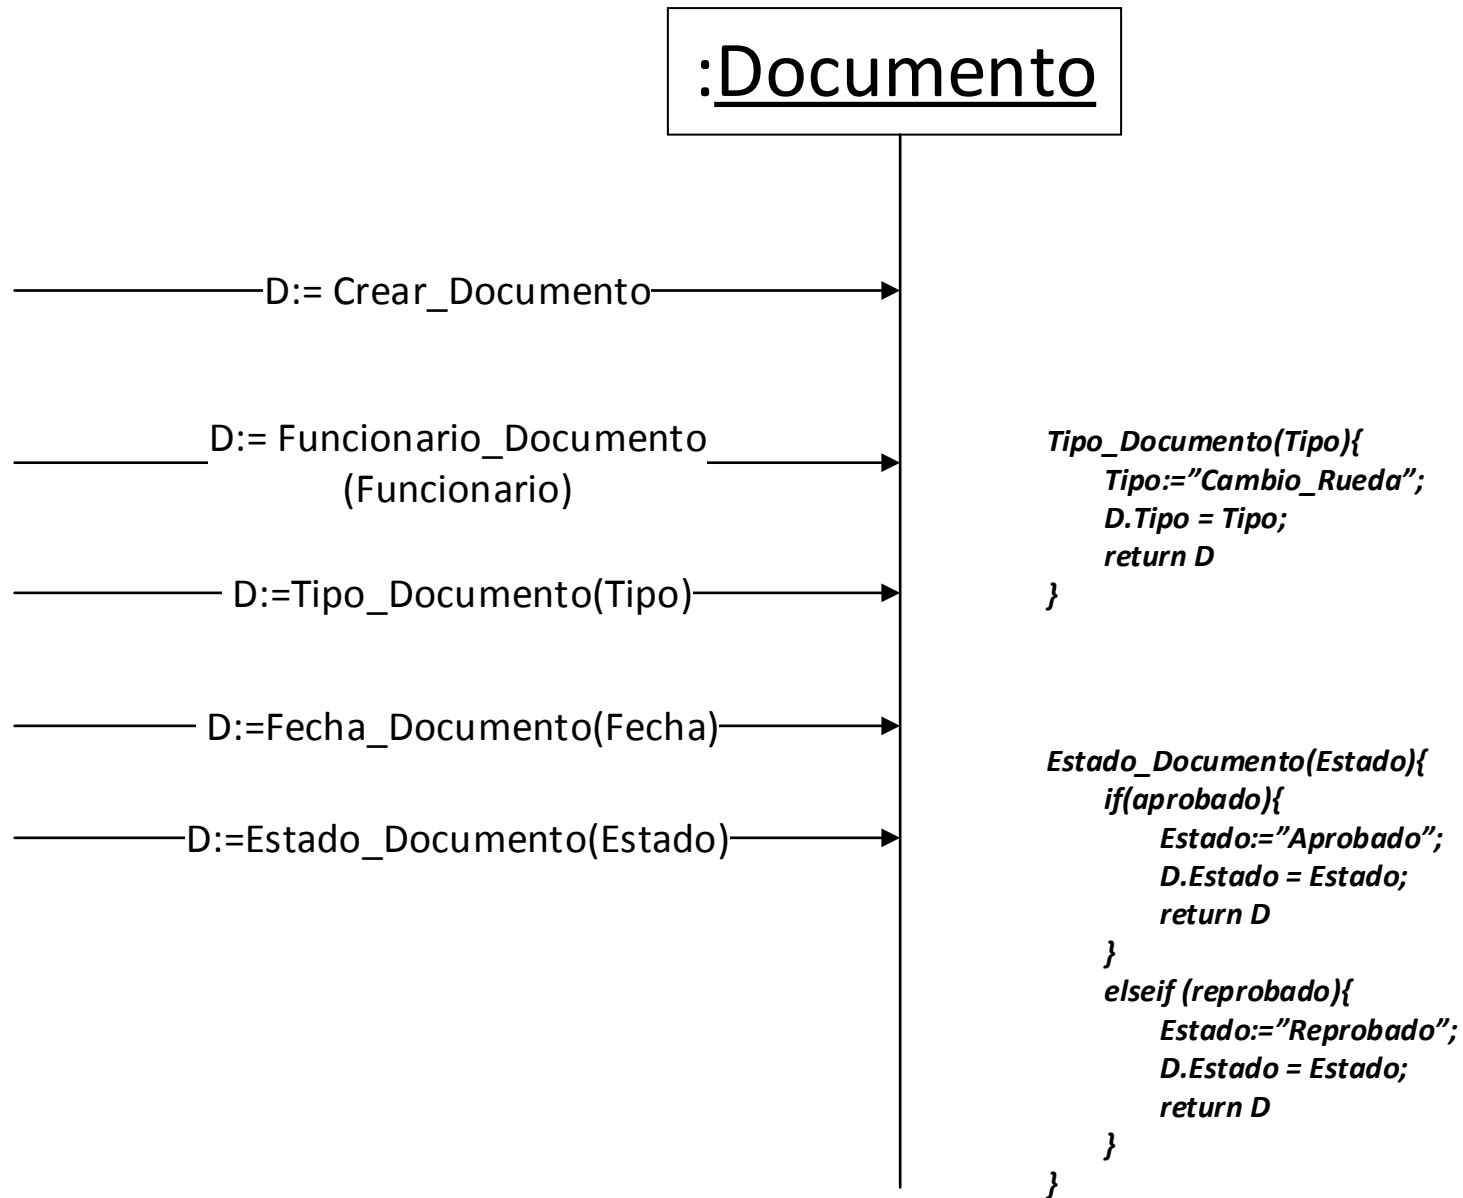 :Documento
D:= Crear_Documento
D:= Funcionario_Documento
(Funcionario)
D:=Tipo_Documento(Tipo)
D:=Fecha_Documento(Fecha)
D:=Estado_Documento(Estado)
Tipo_Documento(Tipo){
Tipo:=”Cambio_Rueda”;
D.Tipo = Tipo;
return D
}
Estado_Documento(Estado){
if(aprobado){
Estado:=”Aprobado”;
D.Estado = Estado;
return D
}
elseif (reprobado){
Estado:=”Reprobado”;
D.Estado = Estado;
return D
}
}